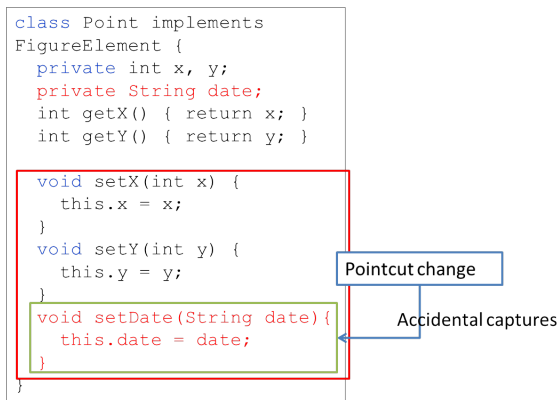 class Point implements
FigureElement {
  private int x, y;
  private String date;
  int getX() { return x; }
  int getY() { return y; }

  void setX(int x) {
    this.x = x;
  }
  void setY(int y) {
    this.y = y;
  }
  void setDate(String date){
    this.date = date;
  }
}
Pointcut change
Accidental captures